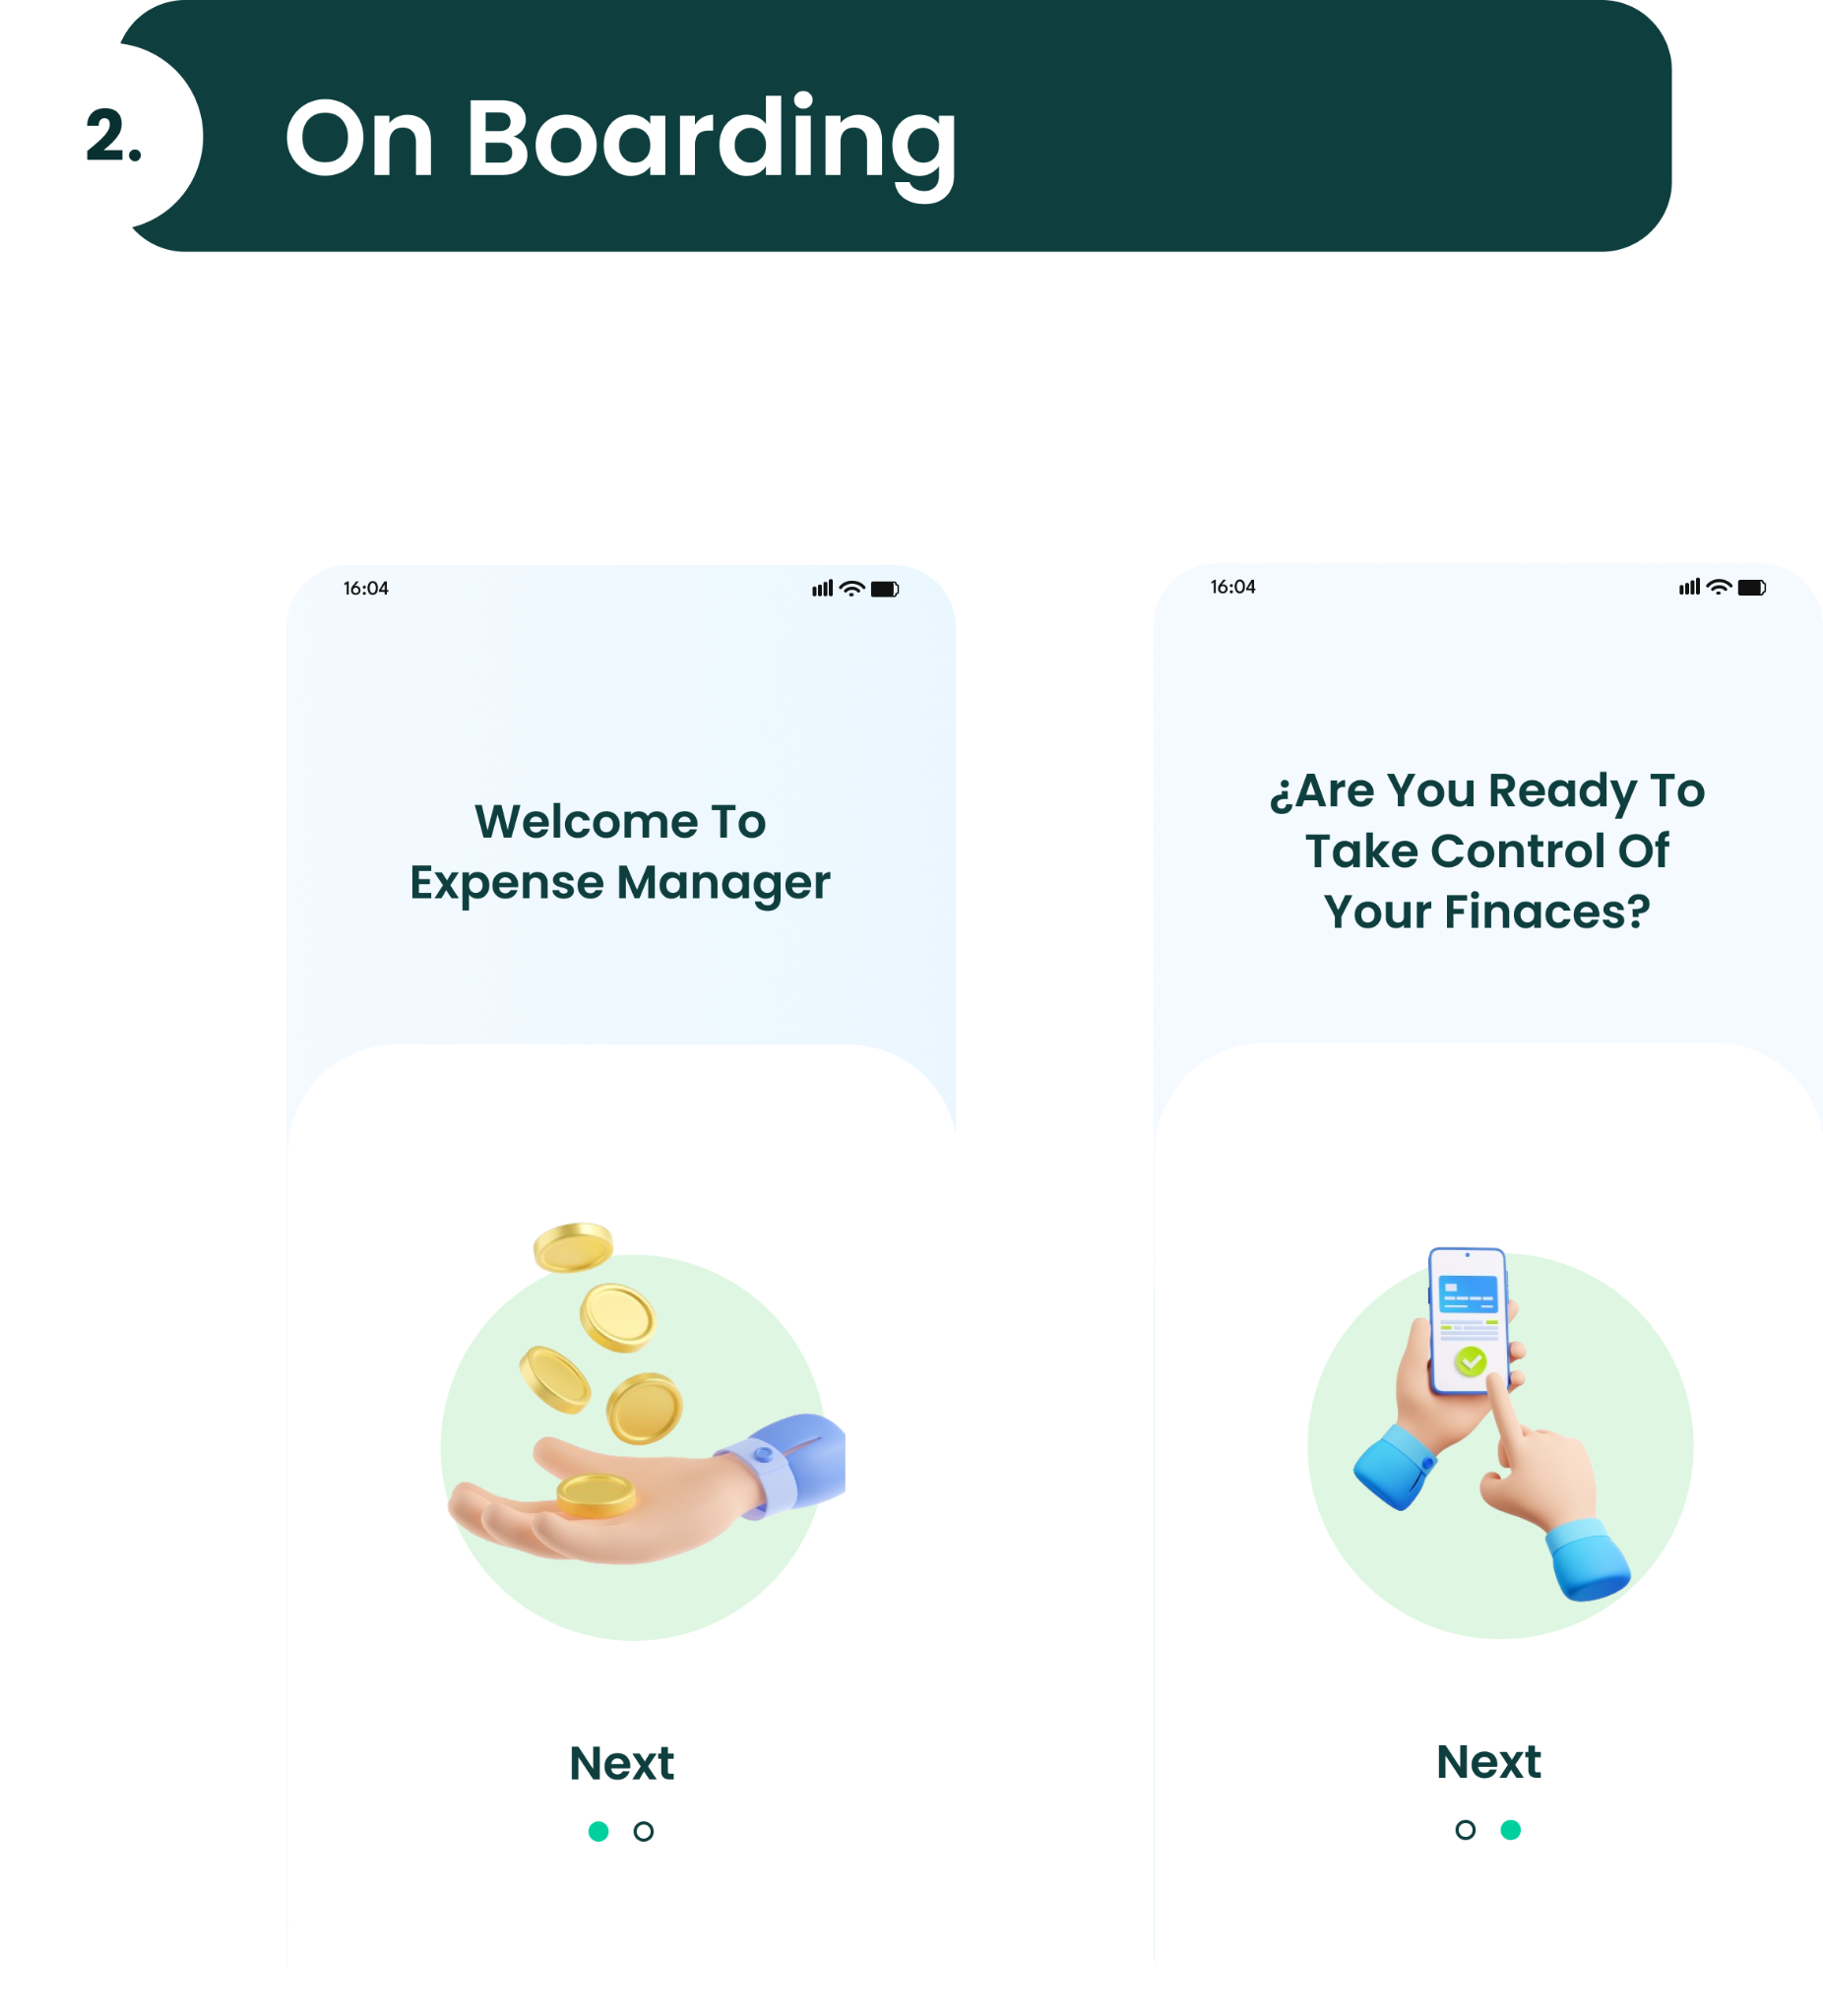 2.
On Boarding
16:04
Welcome To
Expense Manager
Next
16:04
¿Are You Ready To
Take Control Of
Your Finaces?
Next